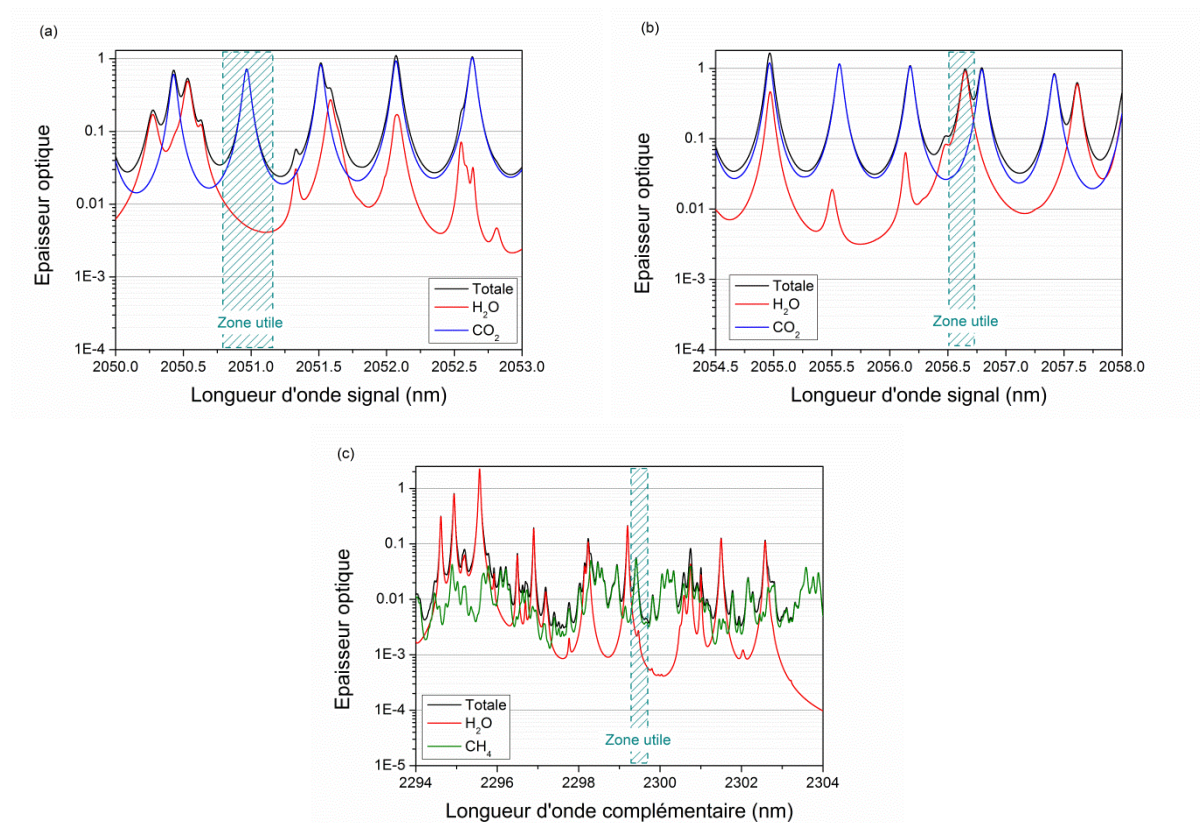 (a)
Epaisseur optique
1
0.1
0.01
1E-3
1E-4
Zone utile
Totale
H₂O
CO₂
2050.0 2050.5 2051.0 2051.5 2052.0 2052.5 2053.0
Longueur d'onde signal (nm)
(b)
Epaisseur optique
1
0.1
0.01
1E-3
1E-4
Totale
H₂O
CO₂
Zone utile
2054.5 2055.0 2055.5 2056.0 2056.5 2057.0 2057.5 2058.0
Longueur d'onde signal (nm)
(c)
Epaisseur optique
1
0.1
0.01
1E-3
1E-4
1E-5
Totale
H₂O
CH₄
Zone utile
2294 2296 2298 2300 2302 2304
Longueur d'onde complémentaire (nm)